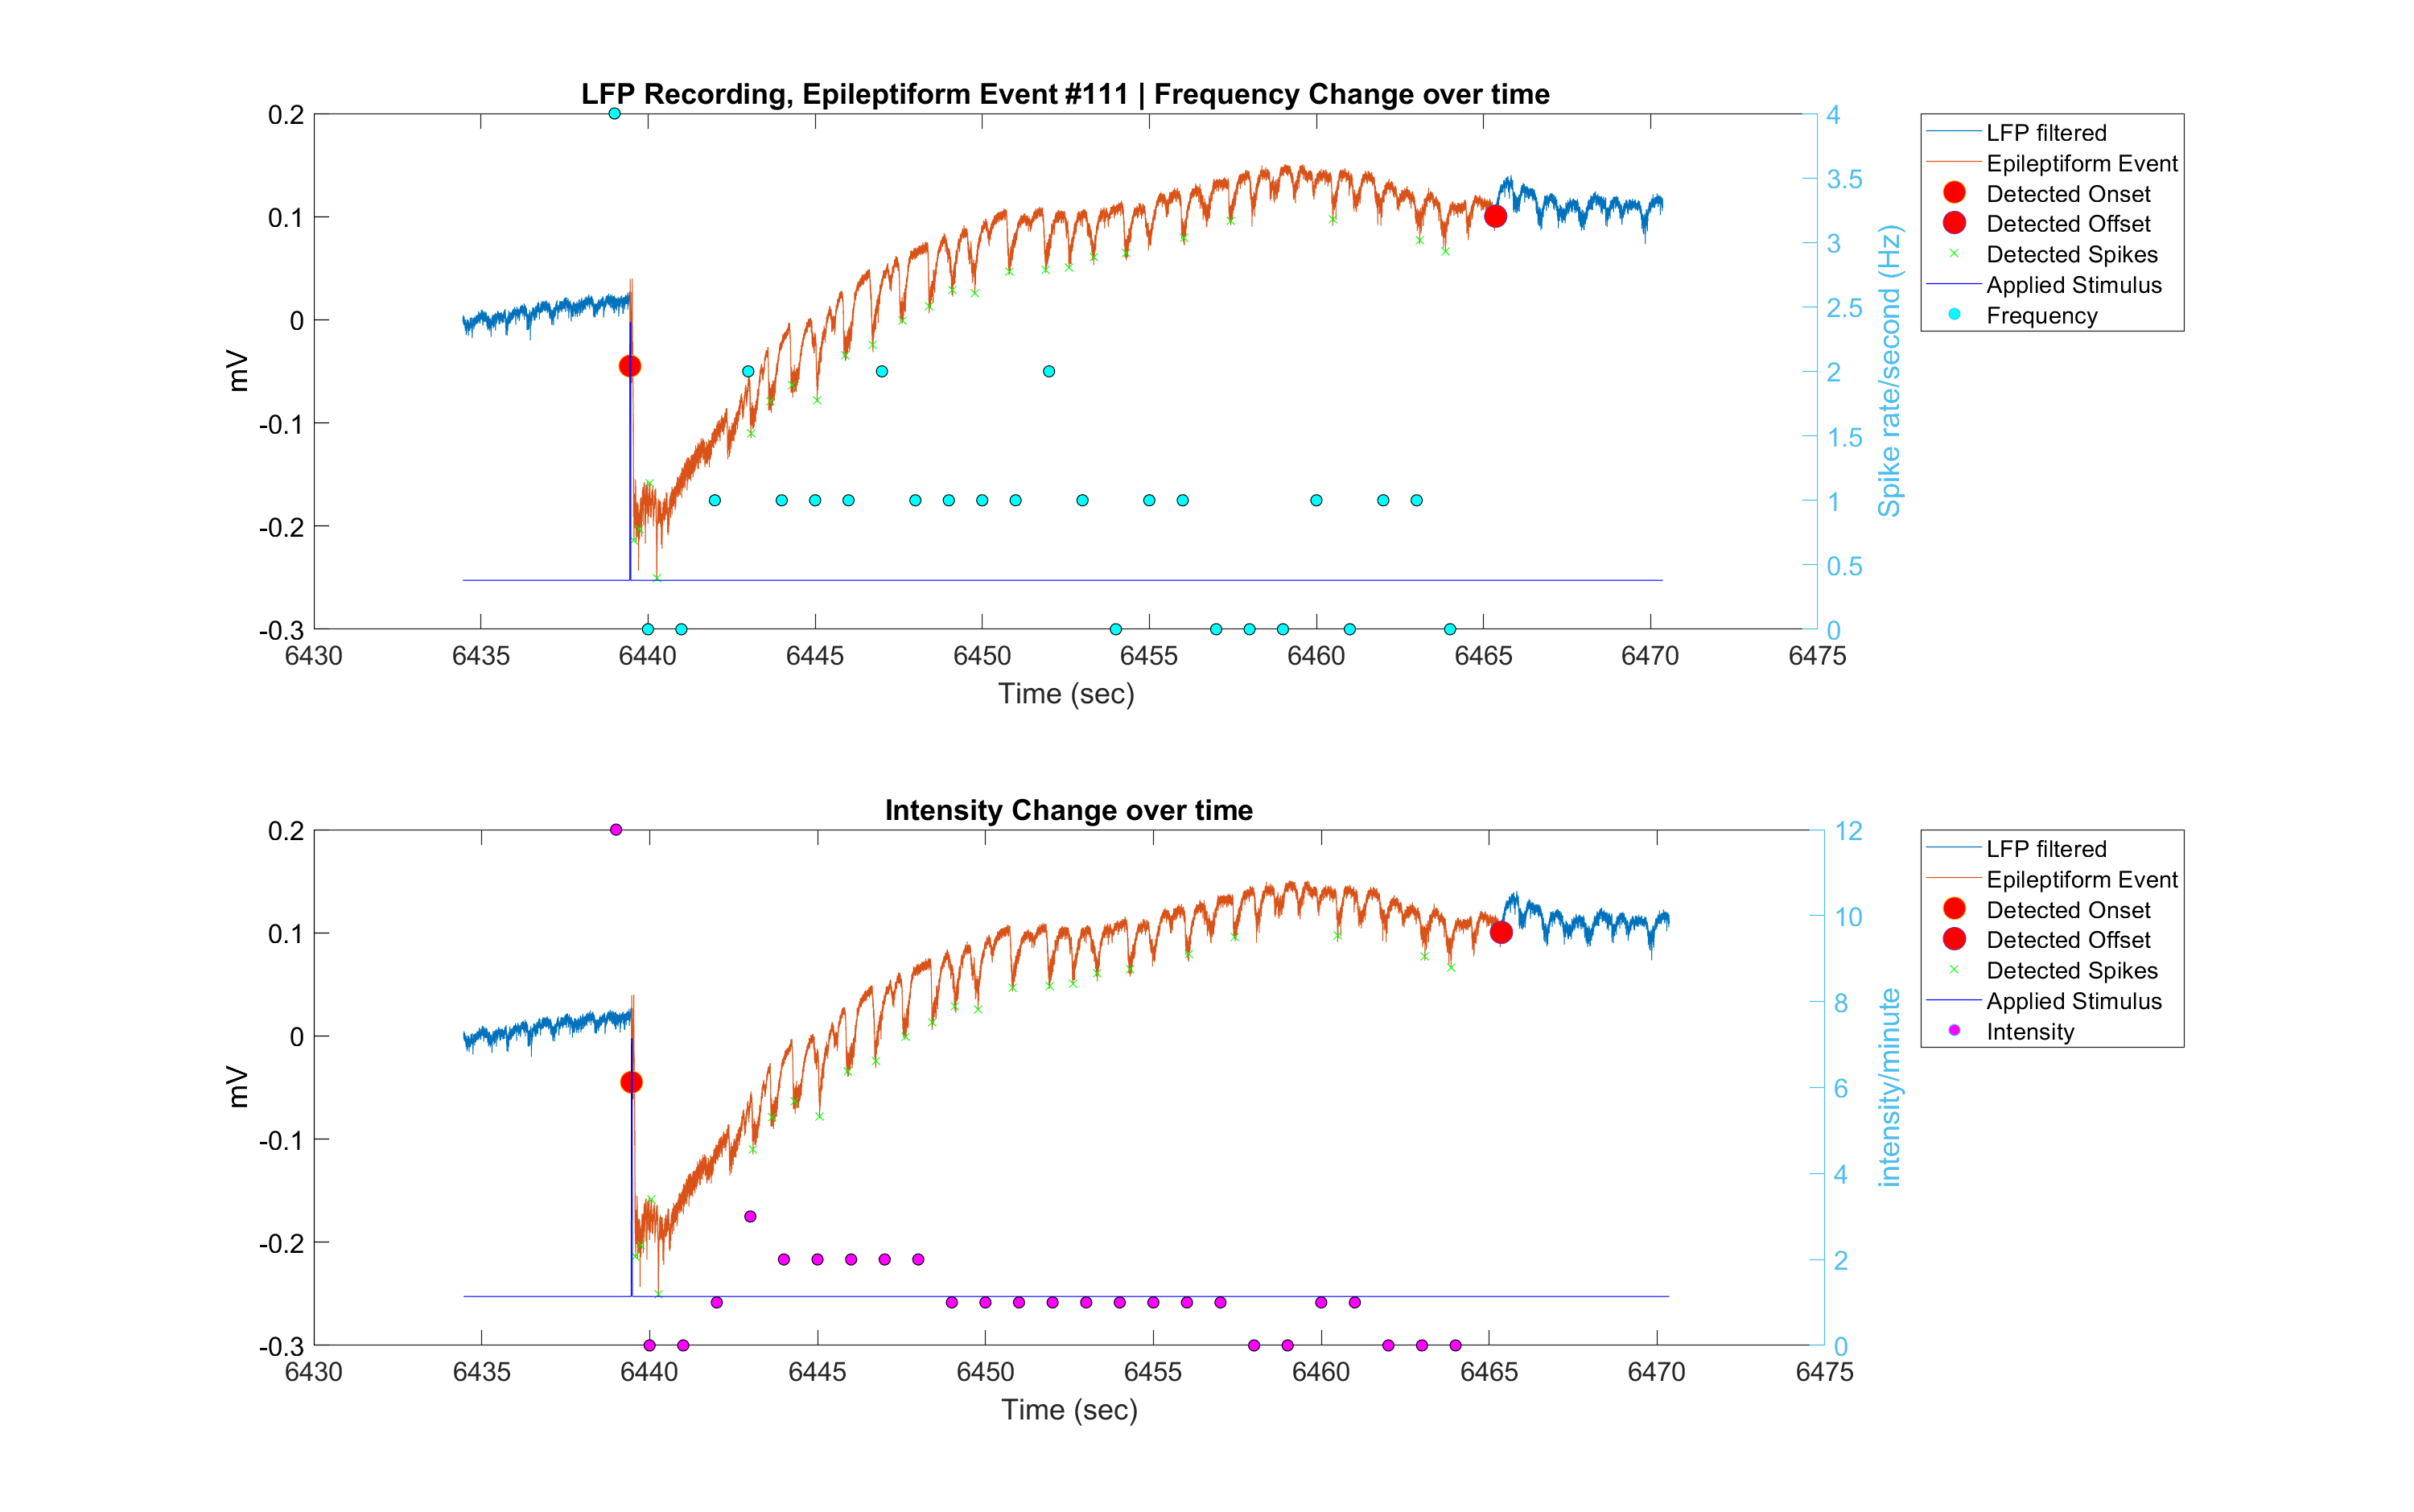 LFP Recording, Epileptiform Event #111 | Frequency Change over time
0.2
0.1
0
-0.1
-0.2
-0.3
mV
6430 6435 6440 6445 6450 6455 6460 6465 6470 6475
Time (sec)
4
3.5
3
2.5
2
1.5
1
0.5
0
Spike rate/second (Hz)
LFP filtered
Epileptiform Event
Detected Onset
Detected Offset
Detected Spikes
Applied Stimulus
Frequency
Intensity Change over time
0.2
0.1
0
-0.1
-0.2
-0.3
mV
6430 6435 6440 6445 6450 6455 6460 6465 6470 6475
Time (sec)
12
10
8
6
4
2
0
intensity/minute
LFP filtered
Epileptiform Event
Detected Onset
Detected Offset
Detected Spikes
Applied Stimulus
Intensity